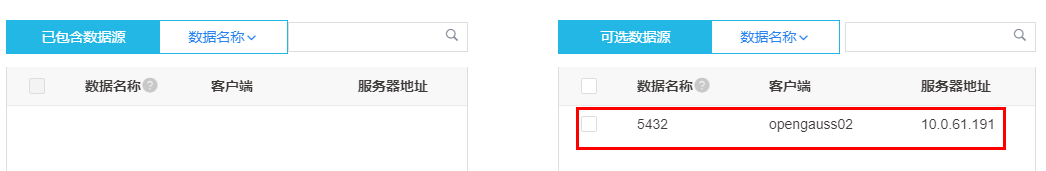 已包含数据源 数据名称
数据名称 客户端 服务器地址
可选数据源 数据名称
数据名称 客户端 服务器地址
5432 opengauss02 10.0.61.191